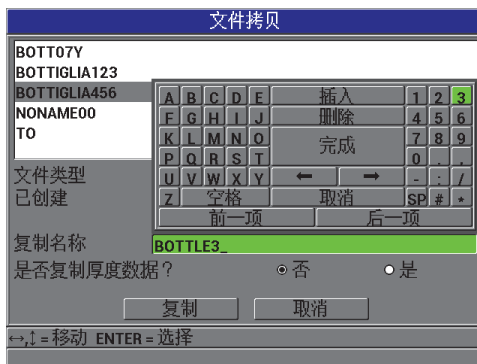 文件拷贝
BOTT07Y
BOTTIGLIA123
BOTTIGLIA456
NONAME00
TO
A B C D E 插入 1 2 3
F G H I J 删除 4 5 6
K L M N O 完成 7 8 9
P Q R S T 0 . ,
U V W X Y ← → - : /
Z 空格 取消 SP # *
前一项 后一项
文件类型
已创建
复制名称 BOTTLE3_
是否复制厚度数据？ 否 是
复制 取消
↔,↕ = 移动 ENTER = 选择